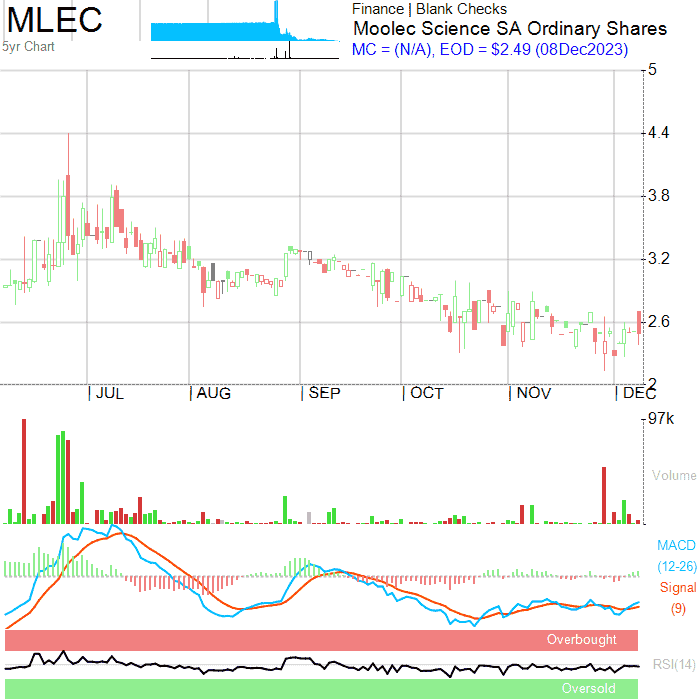 MLEC
5yr Chart
Finance | Blank Checks
Moolec Science SA Ordinary Shares
MC = (N/A), EOD = $2.49 (08Dec2023)
5
4.4
3.8
3.2
2.6
2
| JUL
| AUG
| SEP
| OCT
| NOV
| DEC
97k
Volume
MACD
(12-26)
Signal
(9)
Overbought
RSI(14)
Oversold